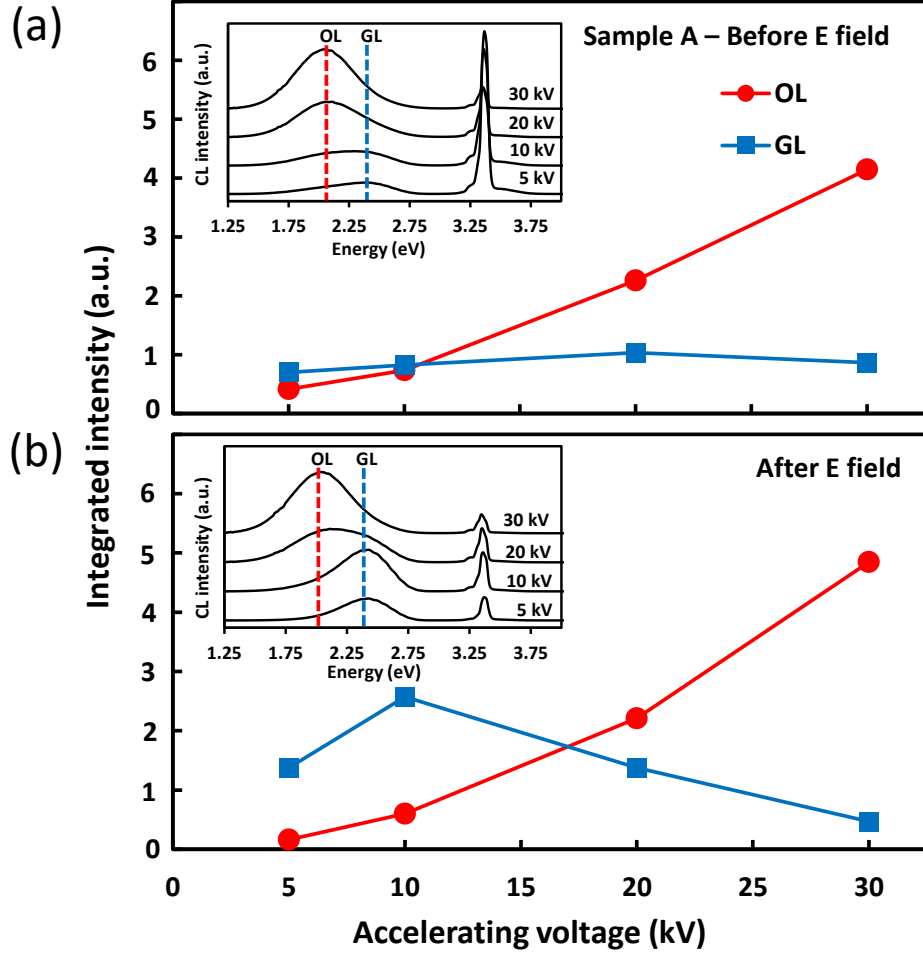 (a)
Sample A – Before E field
OL
GL
Integrated intensity (a.u.)
6
5
4
3
2
1
0
OL GL
CL intensity (a.u.)
30 kV
20 kV
10 kV
5 kV
1.25 1.75 2.25 2.75 3.25 3.75
Energy (eV)
(b)
After E field
6
5
4
3
2
1
0
OL GL
CL intensity (a.u.)
30 kV
20 kV
10 kV
5 kV
1.25 1.75 2.25 2.75 3.25 3.75
Energy (eV)
0 5 10 15 20 25 30
Accelerating voltage (kV)